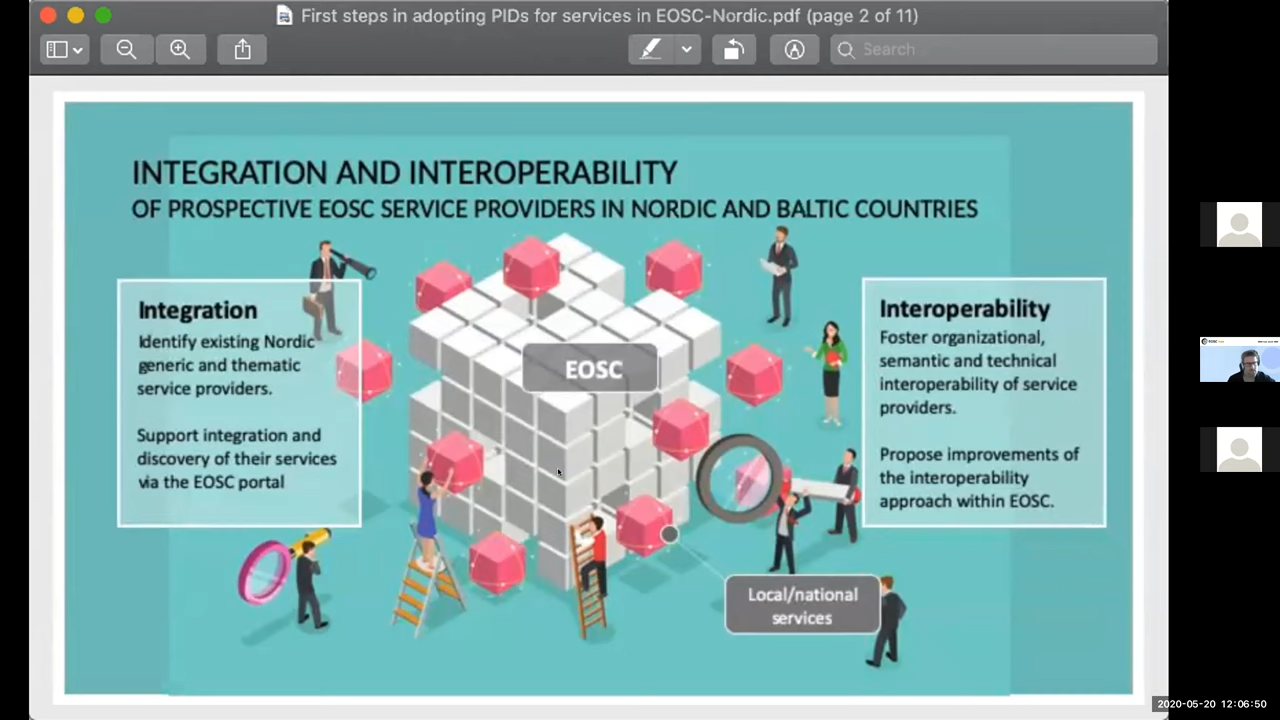 First steps in adopting PIDs for services in EOSC-Nordic.pdf (page 2 of 11)
Search
INTEGRATION AND INTEROPERABILITY
OF PROSPECTIVE EOSC SERVICE PROVIDERS IN NORDIC AND BALTIC COUNTRIES
Integration
Identify existing Nordic
generic and thematic
service providers.
Support integration and
discovery of their services
via the EOSC portal
EOSC
Interoperability
Foster organizational,
semantic and technical
interoperability of service
providers.
Propose improvements of
the interoperability
approach within EOSC.
Local/national
services
2020-05-20 12:06:50